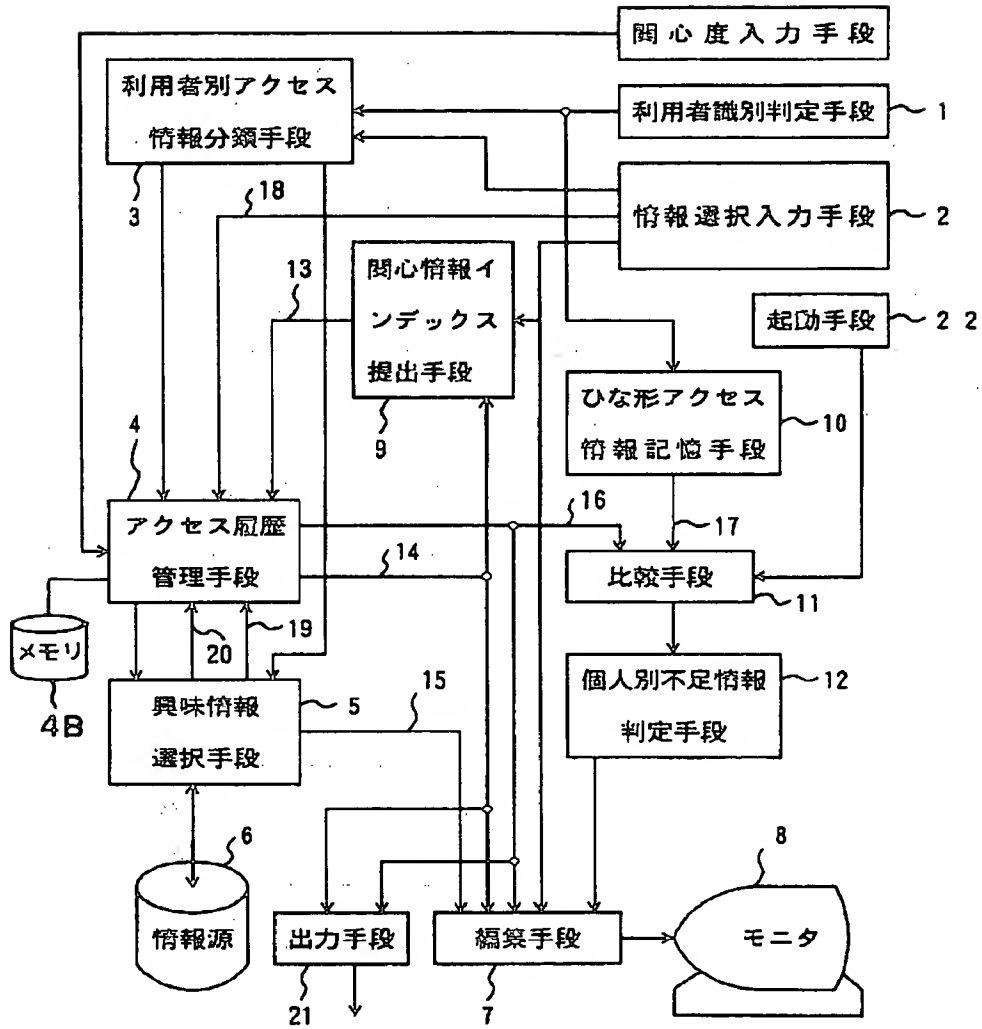 関心度入力手段
利用者別アクセス
情報分類手段
3
利用者識別判定手段
1
情報選択入力手段
2
18
13
関心情報イ
ンデックス
提出手段
9
起動手段
22
ひな形アクセス
情報記憶手段
10
4
アクセス履歴
管理手段
16
17
14
比較手段
11
メモリ
4B
20
19
興味情報
選択手段
5
15
個人別不足情報
判定手段
12
6
情報源
出力手段
21
編集手段
7
8
モニタ